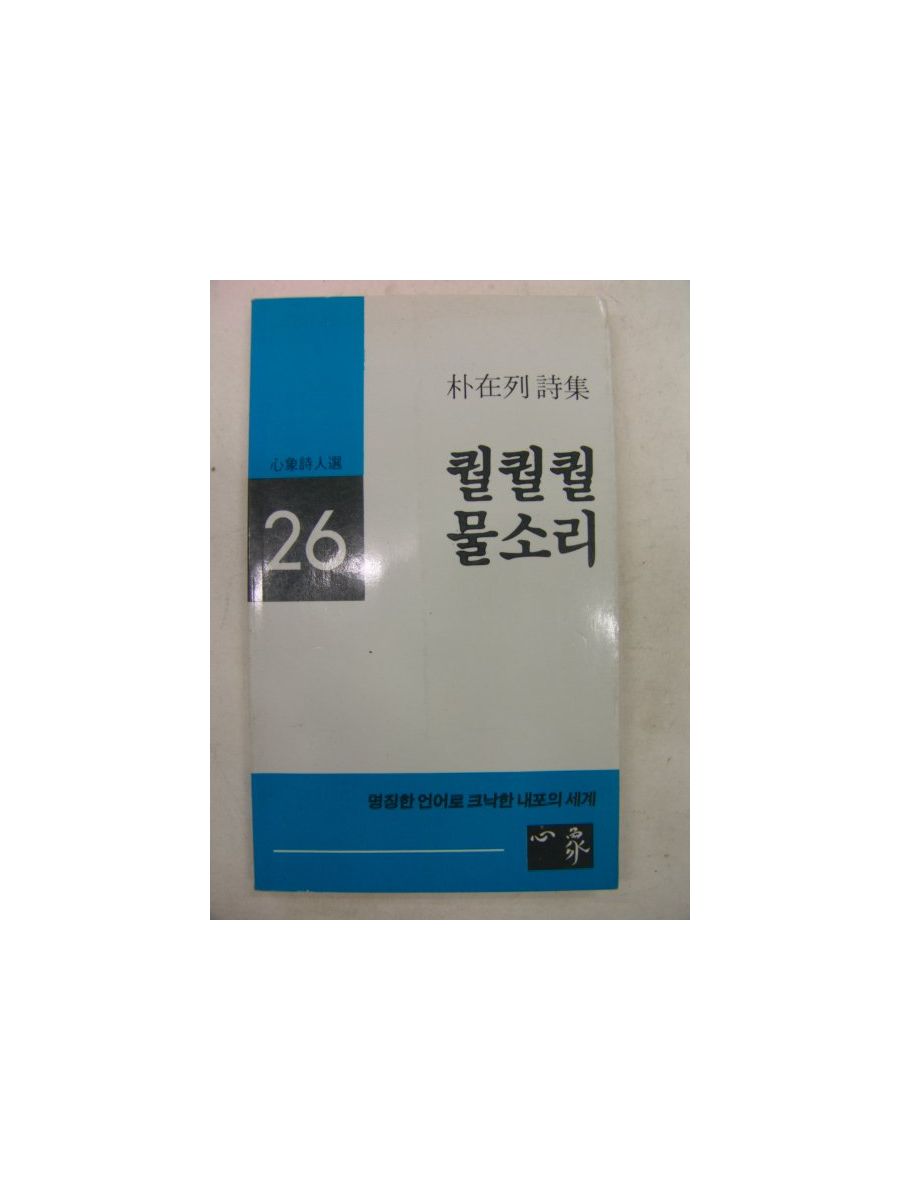 朴在列 詩集
퀄퀄퀄
물소리
心象詩人選
26
명징한 언어로 크낙한 내포의 세계
心象